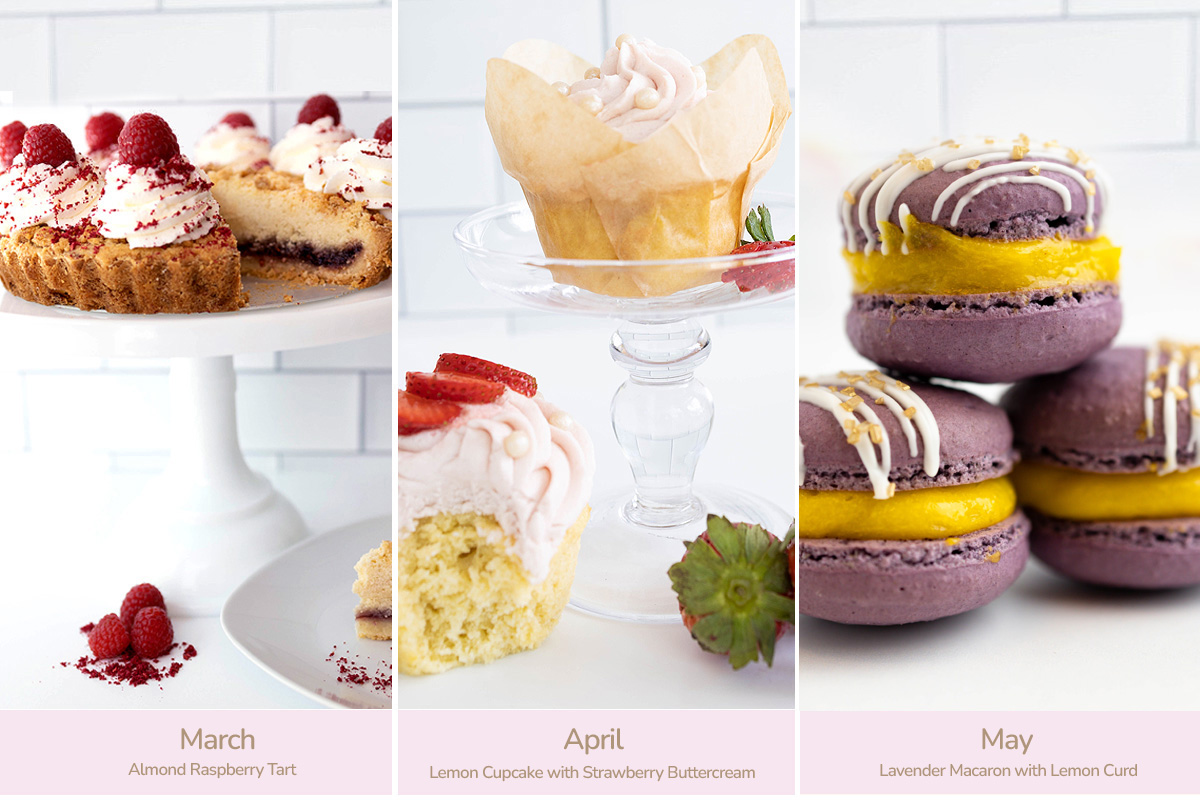 March
Almond Raspberry Tart
April
Lemon Cupcake with Strawberry Buttercream
May
Lavender Macaron with Lemon Curd